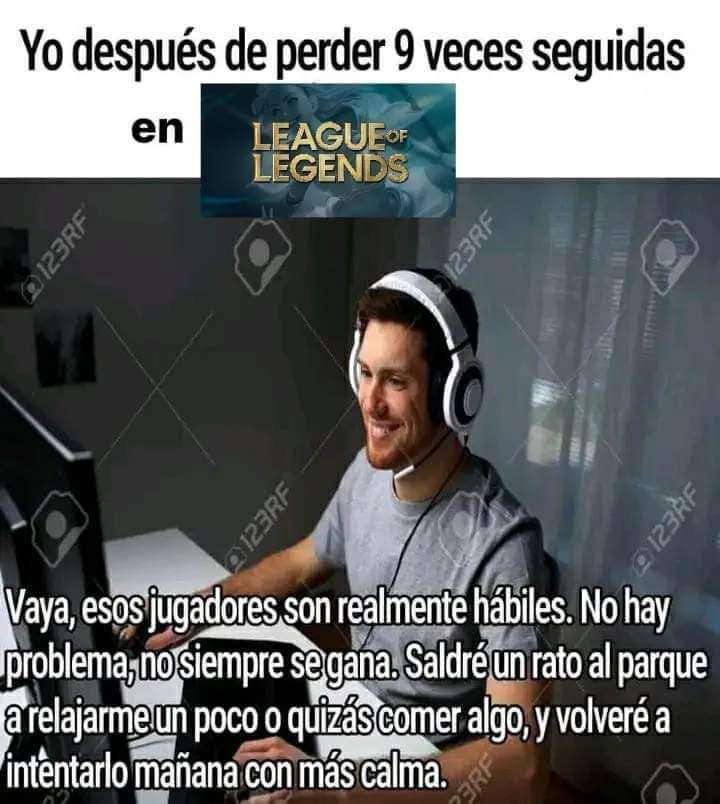 Yo después de perder 9 veces seguidas
en LEAGUE OF
LEGENDS
123RF
123RF
123RF
123RF
Vaya, esos jugadores son realmente hábiles. No hay
problema, no siempre se gana. Saldré un rato al parque
a relajarme un poco o quizás comer algo, y volveré a
intentarlo mañana con más calma.
123RF